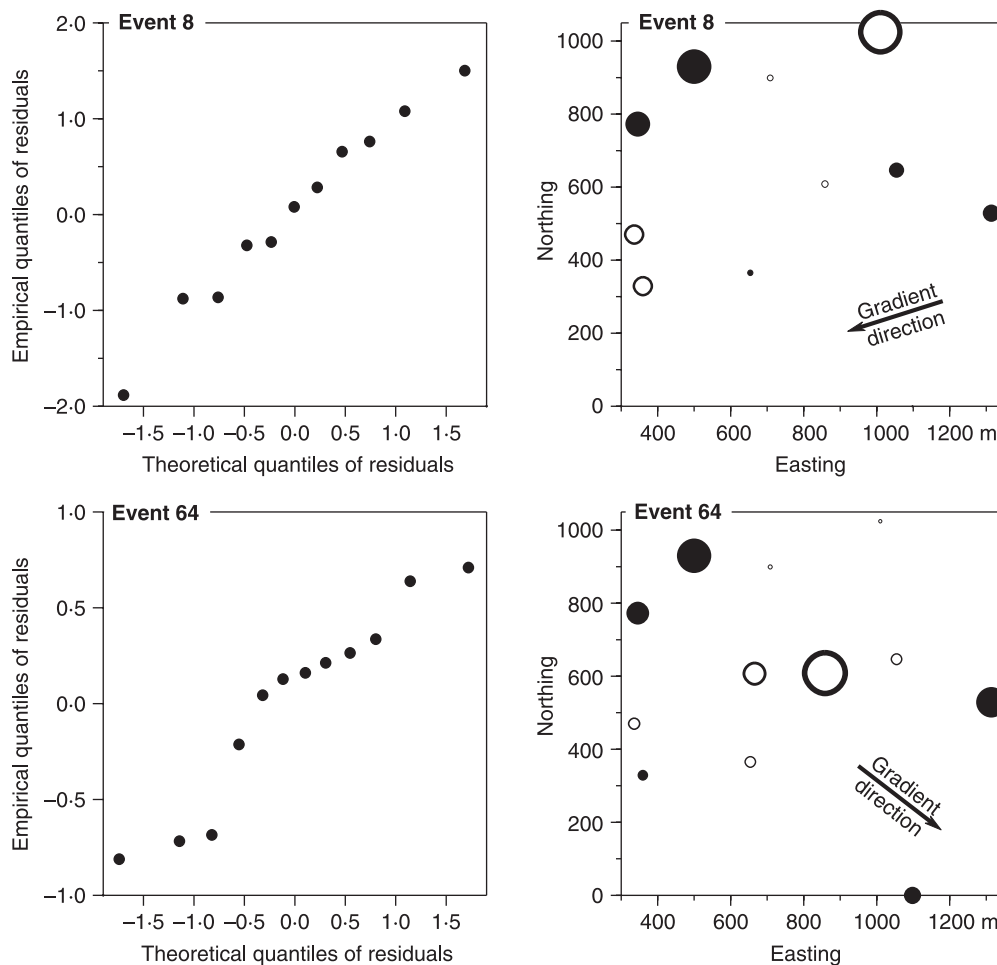 Event 8
2·0
1·0
0·0
−1·0
−2·0
Empirical quantiles of residuals
−1·5 −1·0 −0·5 0·0 0·5 1·0 1·5
Theoretical quantiles of residuals
Event 8
1000
800
600
400
200
0
Northing
Gradient
direction
400 600 800 1000 1200 m
Easting
Event 64
1·0
0·5
0·0
−0·5
−1·0
Empirical quantiles of residuals
−1·5 −1·0 −0·5 0·0 0·5 1·0 1·5
Theoretical quantiles of residuals
Event 64
1000
800
600
400
200
0
Northing
Gradient
direction
400 600 800 1000 1200 m
Easting